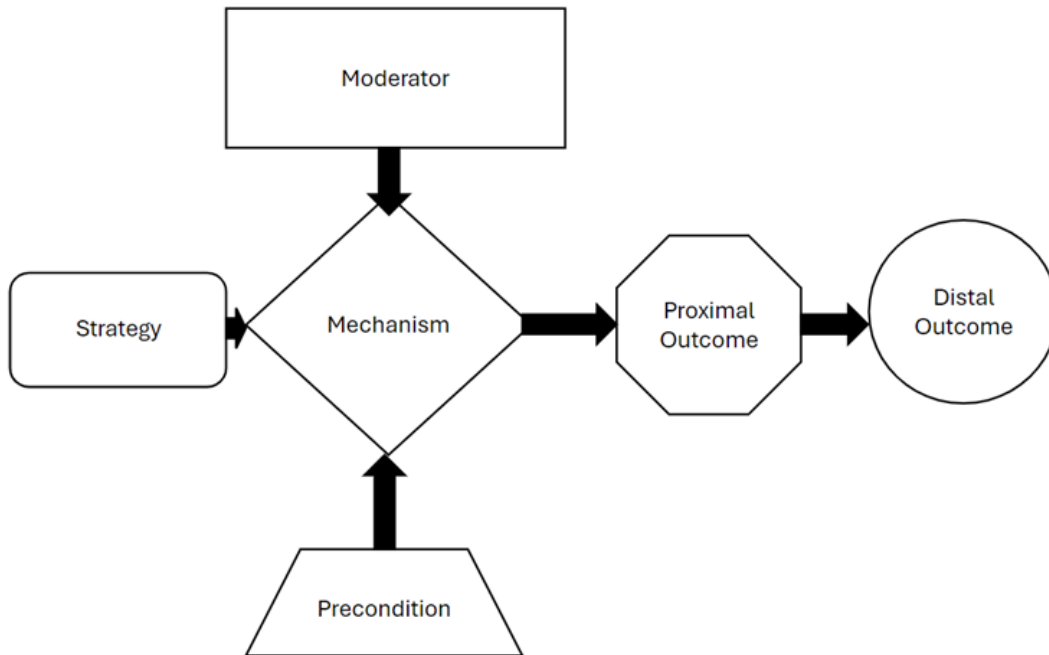 Moderator
Strategy
Mechanism
Proximal
Outcome
Distal
Outcome
Precondition